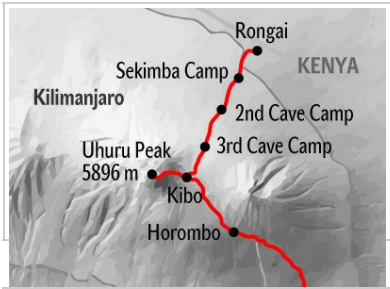 Rongai
KENYA
Sekimba Camp
Kilimanjaro
2nd Cave Camp
3rd Cave Camp
Uhuru Peak
5896 m
Kibo
Horombo